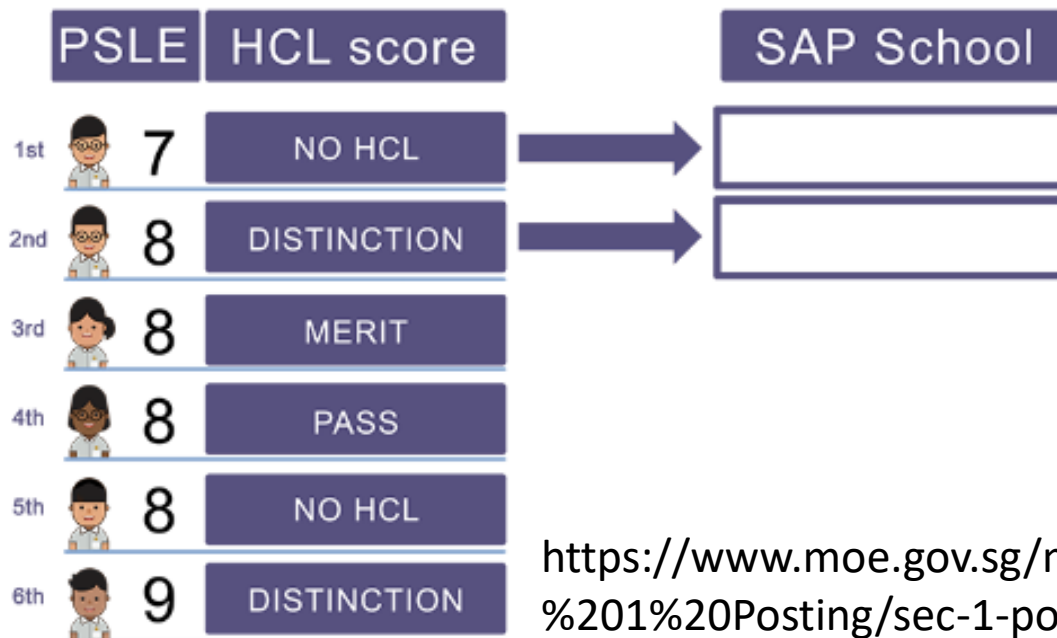 PSLE HCL score SAP School
1st 7 NO HCL
2nd 8 DISTINCTION
3rd 8 MERIT
4th 8 PASS
5th 8 NO HCL
6th 9 DISTINCTION
https://www.moe.gov.sg/
%201%20Posting/sec-1-po